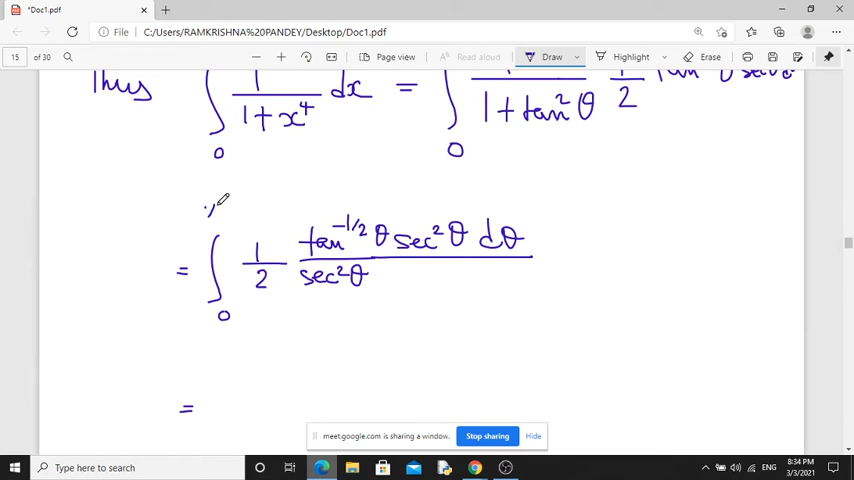 *Doc1.pdf
File C:/Users/RAMKRISHNA%20PANDEY/Desktop/Doc1.pdf
15 of 30 Page view Read aloud Draw Highlight Erase
Thus ∫ 1/(1+x⁴) dx = ∫ 1/(1+tan²θ) 1/2
0 0
= ∫ 1/2 tan^(-1/2)θ sec²θ dθ / sec²θ
0
=
meet.google.com is sharing a window. Stop sharing Hide
Type here to search
ENG
8:34 PM
3/3/2021